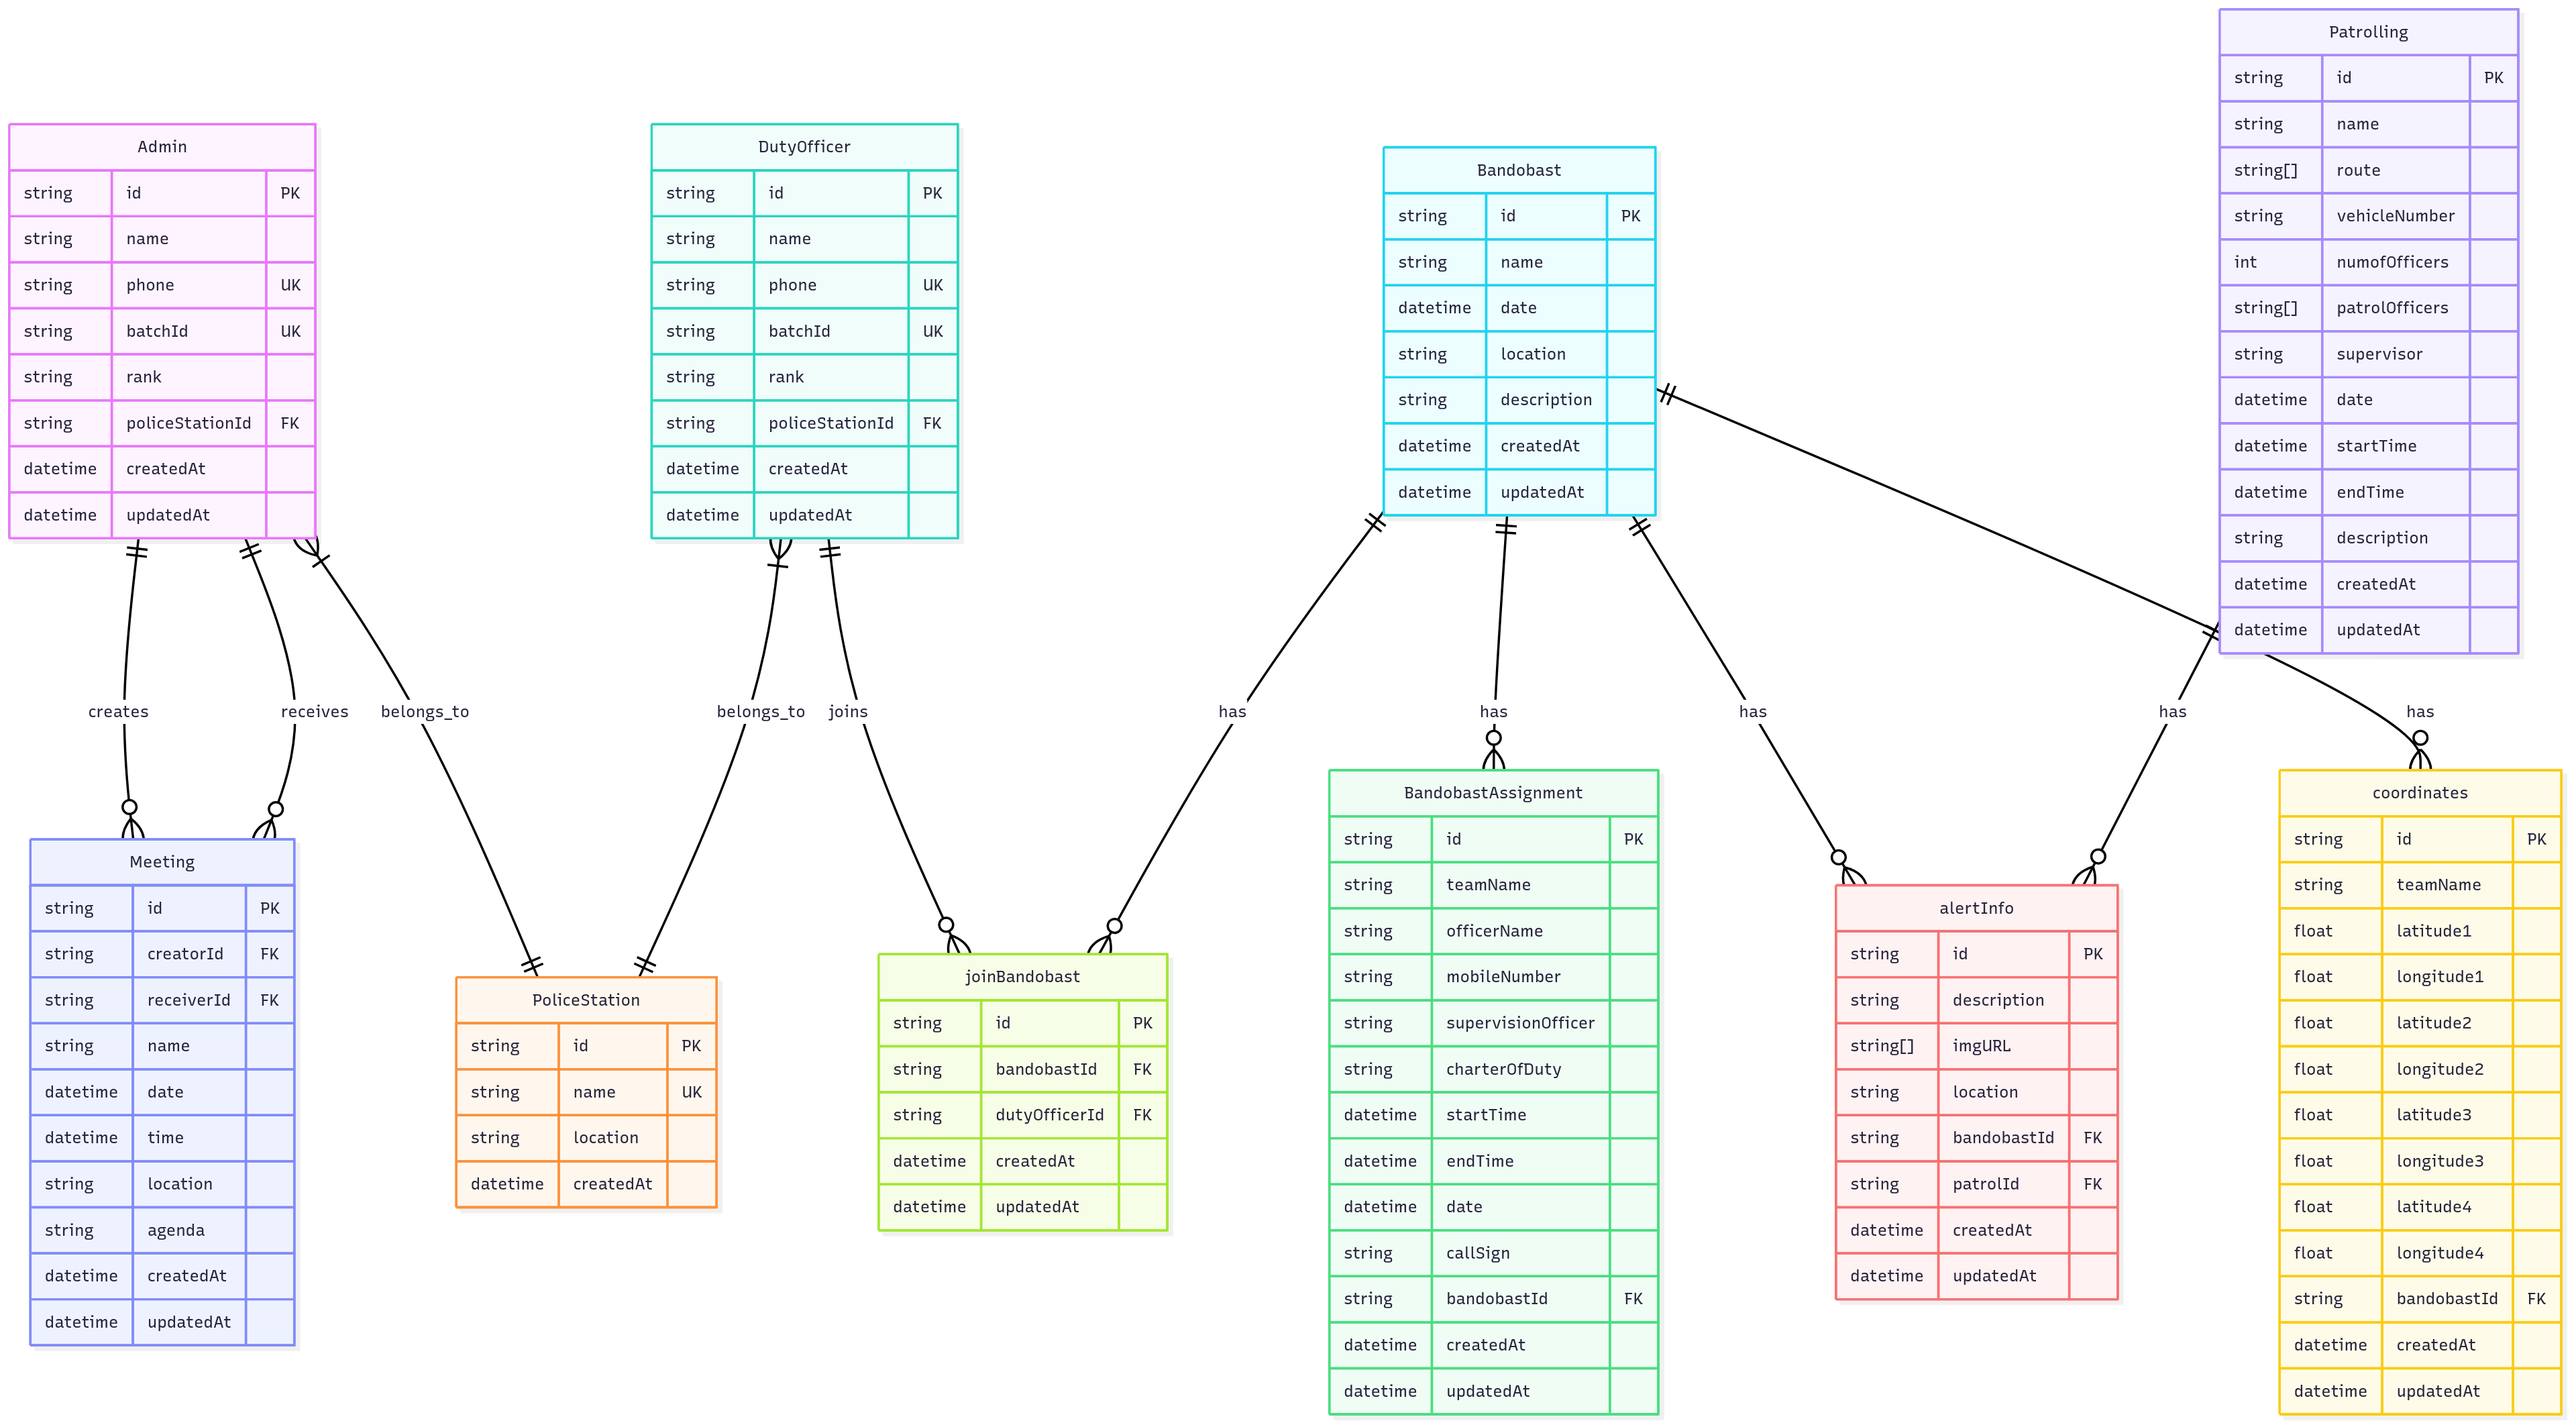 Patrolling
string id PK
string name
string[] route
string vehicleNumber
int numofOfficers
string[] patrolOfficers
string supervisor
datetime date
datetime startTime
datetime endTime
string description
datetime createdAt
datetime updatedAt
Admin
string id PK
string name
string phone UK
string batchId UK
string rank
string policeStationId FK
datetime createdAt
datetime updatedAt
DutyOfficer
string id PK
string name
string phone UK
string batchId UK
string rank
string policeStationId FK
datetime createdAt
datetime updatedAt
Bandobast
string id PK
string name
datetime date
string location
string description
datetime createdAt
datetime updatedAt
creates
receives
belongs_to
belongs_to
joins
has
has
has
has
has
Meeting
string id PK
string creatorId FK
string receiverId FK
string name
datetime date
datetime time
string location
string agenda
datetime createdAt
datetime updatedAt
PoliceStation
string id PK
string name UK
string location
datetime createdAt
joinBandobast
string id PK
string bandobastId FK
string dutyOfficerId FK
datetime createdAt
datetime updatedAt
BandobastAssignment
string id PK
string teamName
string officerName
string mobileNumber
string supervisionOfficer
string charterOfDuty
datetime startTime
datetime endTime
datetime date
string callSign
string bandobastId FK
datetime createdAt
datetime updatedAt
alertInfo
string id PK
string description
string[] imgURL
string location
string bandobastId FK
string patrolId FK
datetime createdAt
datetime updatedAt
coordinates
string id PK
string teamName
float latitude1
float longitude1
float latitude2
float longitude2
float latitude3
float longitude3
float latitude4
float longitude4
string bandobastId FK
datetime createdAt
datetime updatedAt